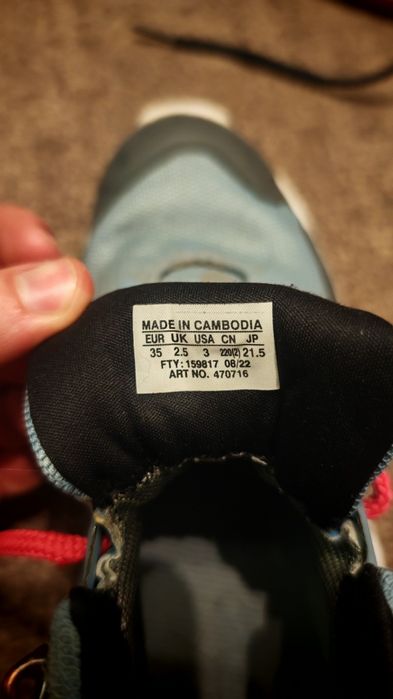 MADE IN CAMBODIA
EUR UK USA CN JP
35 2.5 3 220(2) 21.5
FTY: 159817 08/22
ART NO. 470716